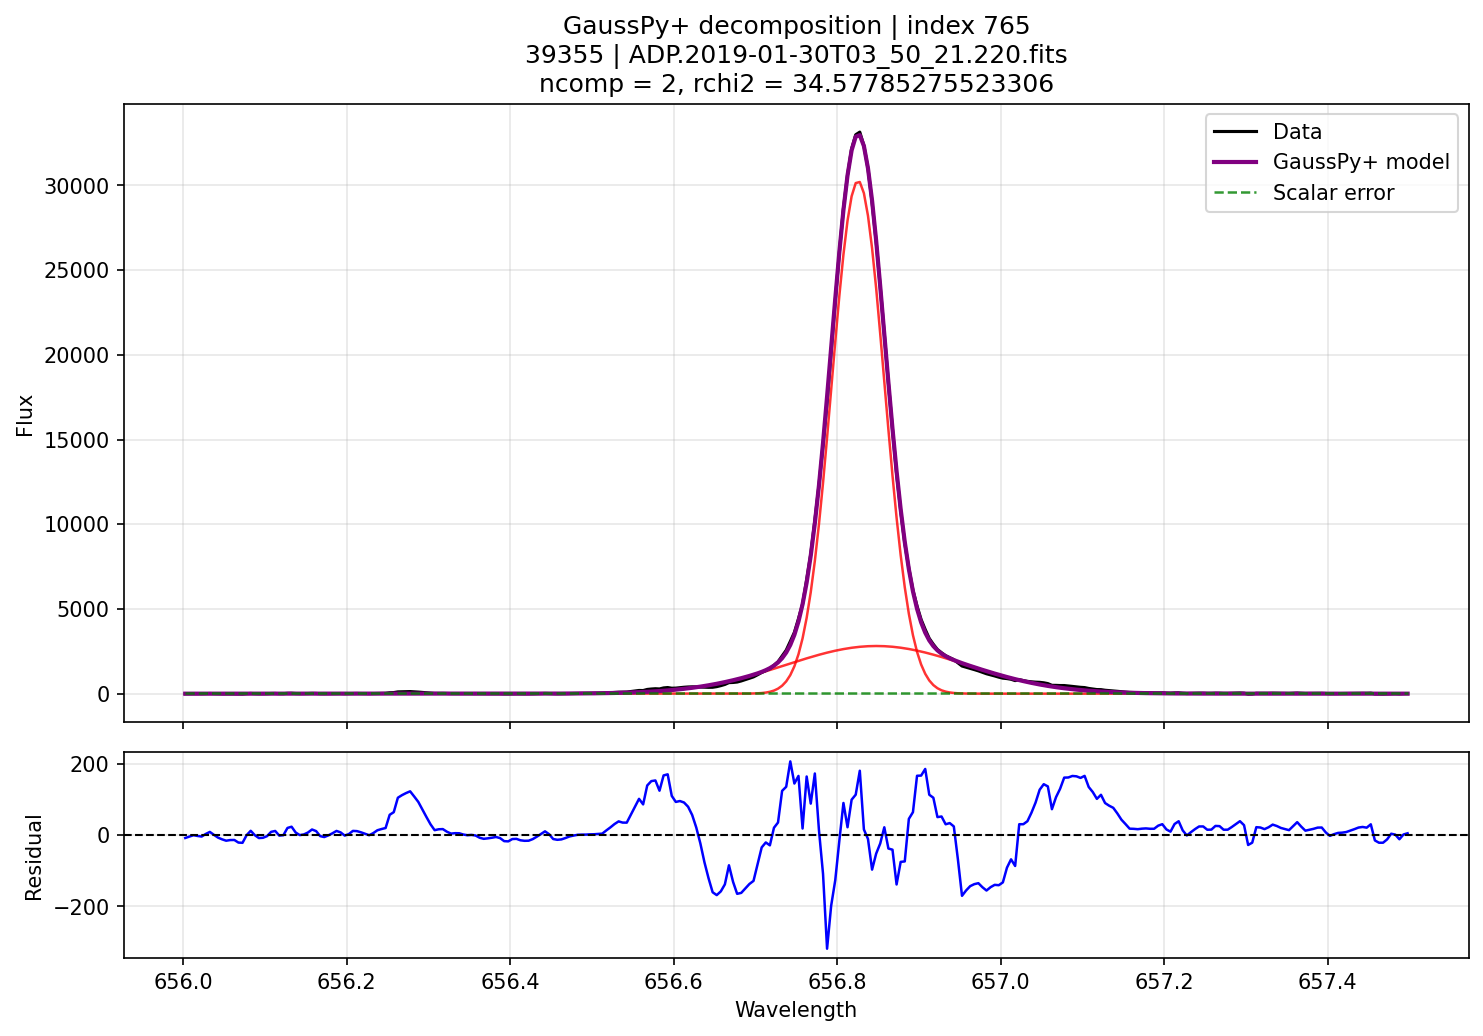 GaussPy+ decomposition | index 765
39355 | ADP.2019-01-30T03_50_21.220.fits
ncomp = 2, rchi2 = 34.57785275523306
Data
GaussPy+ model
Scalar error
Flux
30000
25000
20000
15000
10000
5000
0
Residual
200
0
−200
656.0
656.2
656.4
656.6
656.8
657.0
657.2
657.4
Wavelength